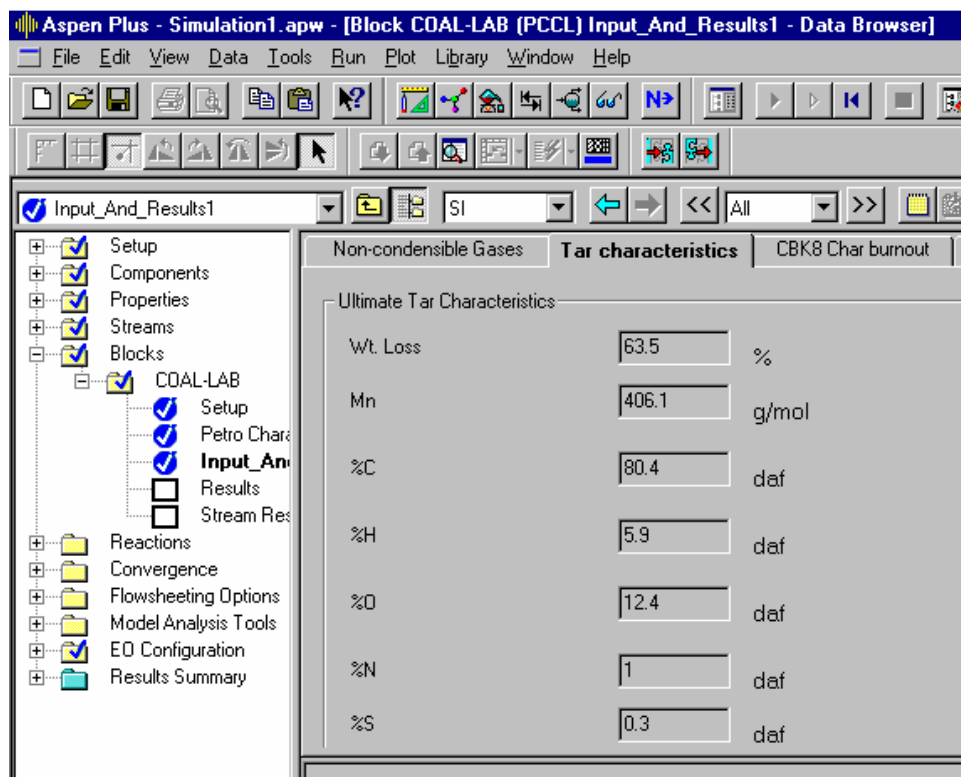 Aspen Plus - Simulation1.apw - [Block COAL-LAB (PCCL) Input_And_Results1 - Data Browser]
File Edit View Data Tools Run Plot Library Window Help
N>
Input_And_Results1 SI << All >>
Setup
Components
Properties
Streams
Blocks
COAL-LAB
Setup
Petro Chara
Input_An
Results
Stream Res
Reactions
Convergence
Flowsheeting Options
Model Analysis Tools
EO Configuration
Results Summary
Non-condensible Gases Tar characteristics CBK8 Char burnout
Ultimate Tar Characteristics
Wt. Loss 63.5 %
Mn 406.1 g/mol
%C 80.4 daf
%H 5.9 daf
%O 12.4 daf
%N 1 daf
%S 0.3 daf